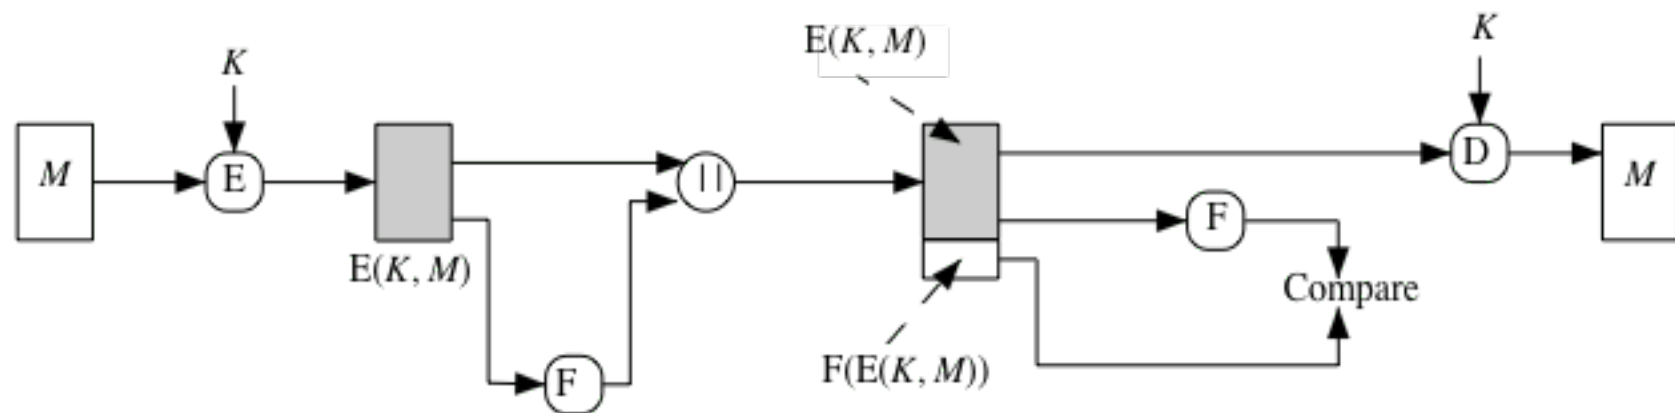 K
M
E
E(K, M)
F
||
E(K, M)
F(E(K, M))
F
Compare
K
D
M